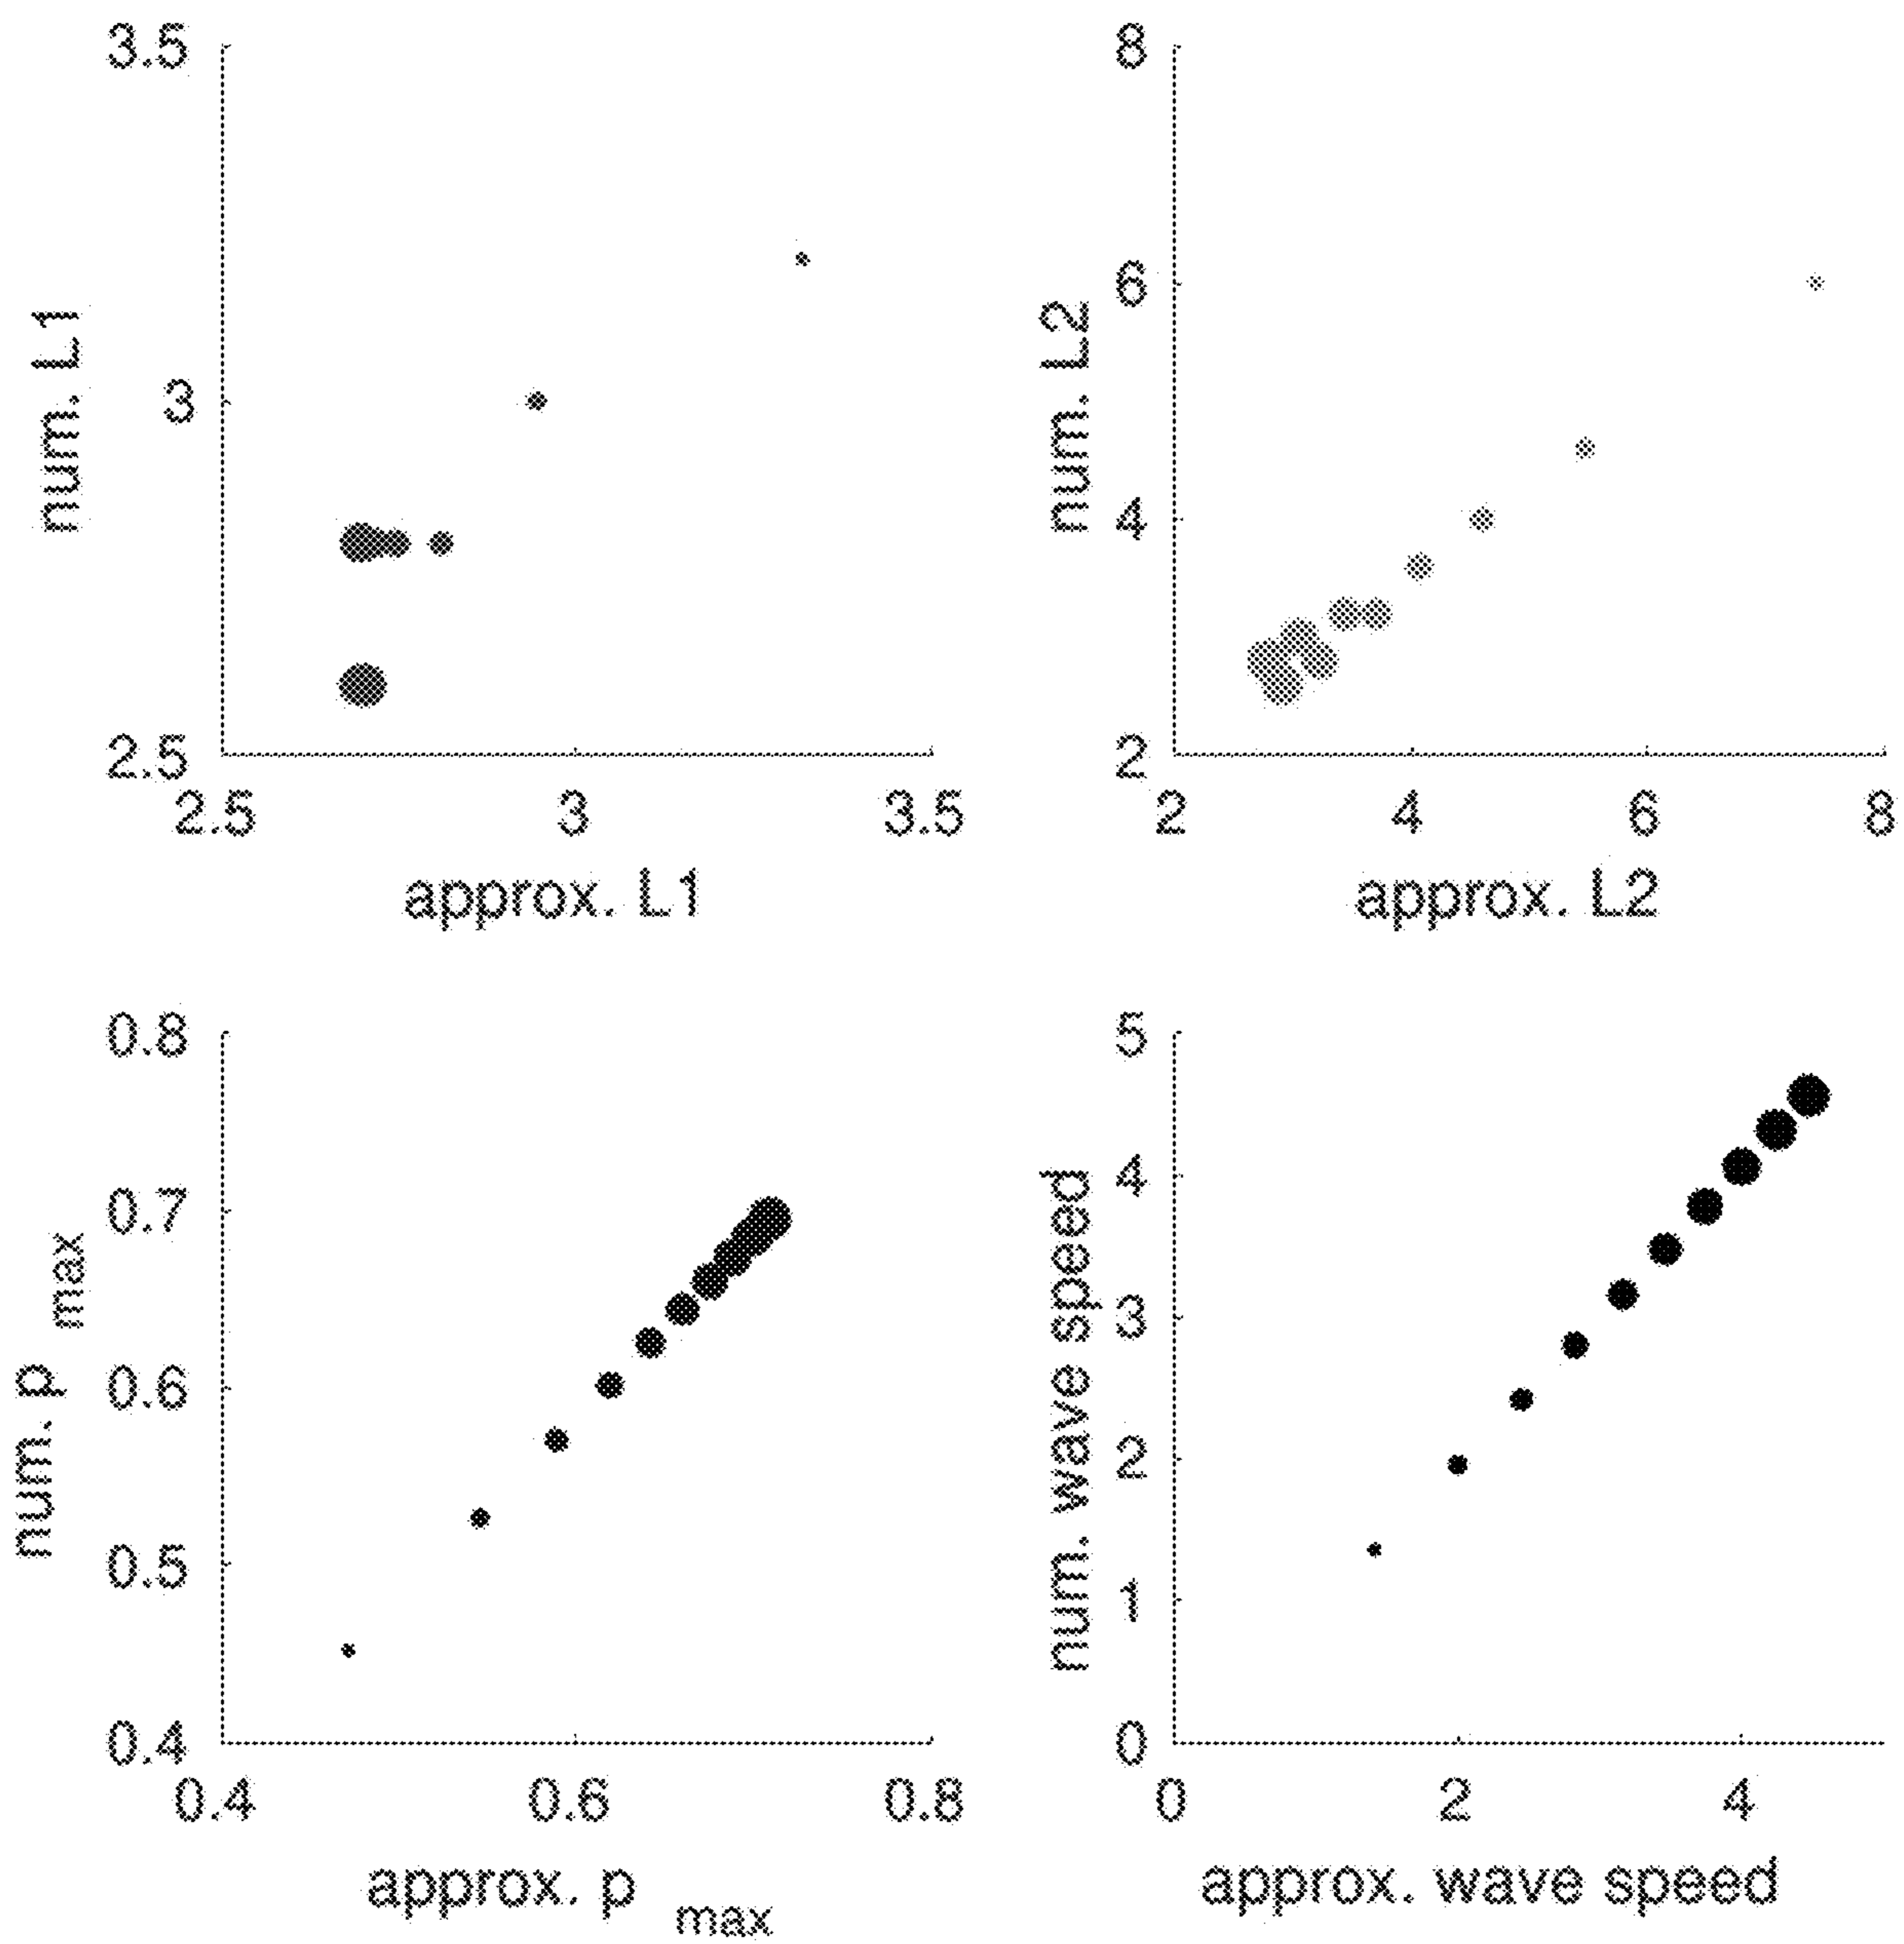 3.5
3
2.5
num. L1
2.5 3 3.5
approx. L1
8
6
4
2
num. L2
2 4 6 8
approx. L2
0.8
0.7
0.6
0.5
0.4
num. p max
0.4 0.6 0.8
approx. p max
5
4
3
2
1
0
num. wave speed
0 2 4
approx. wave speed